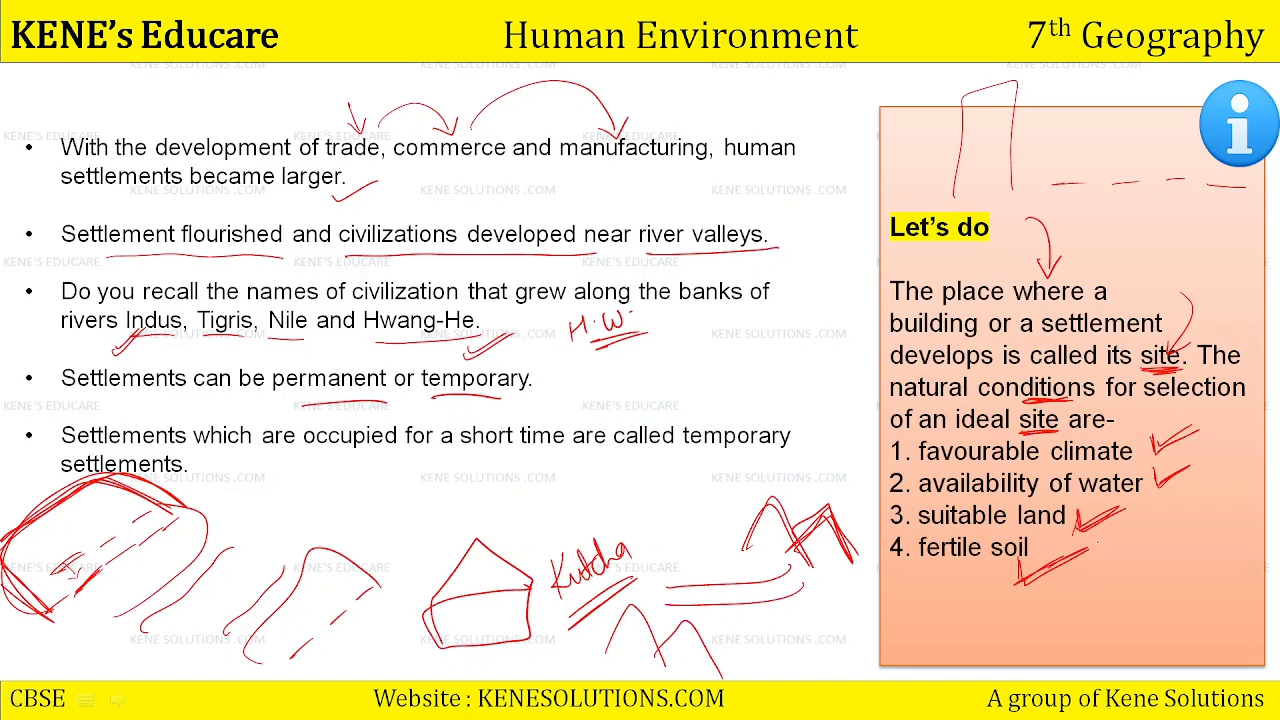 KENE's Educare
Human Environment
7th Geography
• With the development of trade, commerce and manufacturing, human
settlements became larger.
• Settlement flourished and civilizations developed near river valleys.
• Do you recall the names of civilization that grew along the banks of
rivers Indus, Tigris, Nile and Hwang-He.
H.W.
• Settlements can be permanent or temporary.
• Settlements which are occupied for a short time are called temporary
settlements.
Kutcha
i
Let's do
The place where a
building or a settlement
develops is called its site. The
natural conditions for selection
of an ideal site are-
1. favourable climate
2. availability of water
3. suitable land
4. fertile soil
KENE'S EDUCARE
KENE SOLUTIONS .COM
CBSE
Website : KENESOLUTIONS.COM
A group of Kene Solutions